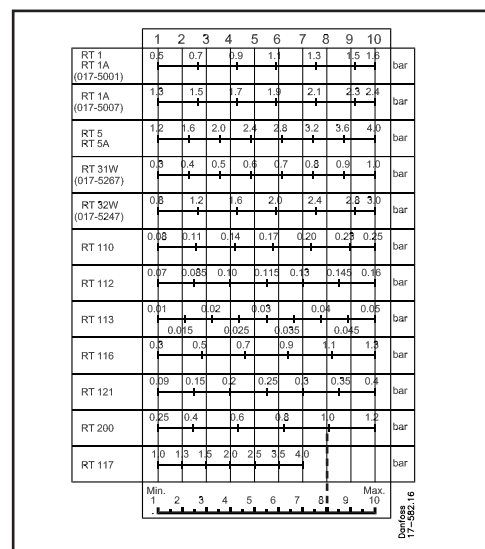 1 2 3 4 5 6 7 8 9 10
RT 1
RT 1A
(017-5001)
0.5 0.7 0.9 1.1 1.3 1.5 1.6 bar
RT 1A
(017-5007)
1.3 1.5 1.7 1.9 2.1 2.3 2.4 bar
RT 5
RT 5A
1.2 1.6 2.0 2.4 2.8 3.2 3.6 4.0 bar
RT 31W
(017-5267)
0.3 0.4 0.5 0.6 0.7 0.8 0.9 1.0 bar
RT 32W
(017-5247)
0.8 1.2 1.6 2.0 2.4 2.8 3.0 bar
RT 110 0.08 0.11 0.14 0.17 0.20 0.23 0.25 bar
RT 112 0.07 0.085 0.10 0.115 0.13 0.145 0.16 bar
RT 113 0.01 0.02 0.03 0.04 0.05 bar
0.015 0.025 0.035 0.045
RT 116 0.3 0.5 0.7 0.9 1.1 1.3 bar
RT 121 0.09 0.15 0.2 0.25 0.3 0.35 0.4 bar
RT 200 0.25 0.4 0.6 0.8 1.0 1.2 bar
RT 117 1.0 1.3 1.5 2.0 2.5 3.5 4.0 bar
Min. Max.
1 2 3 4 5 6 7 8 9 10
Danfoss
17-582.16